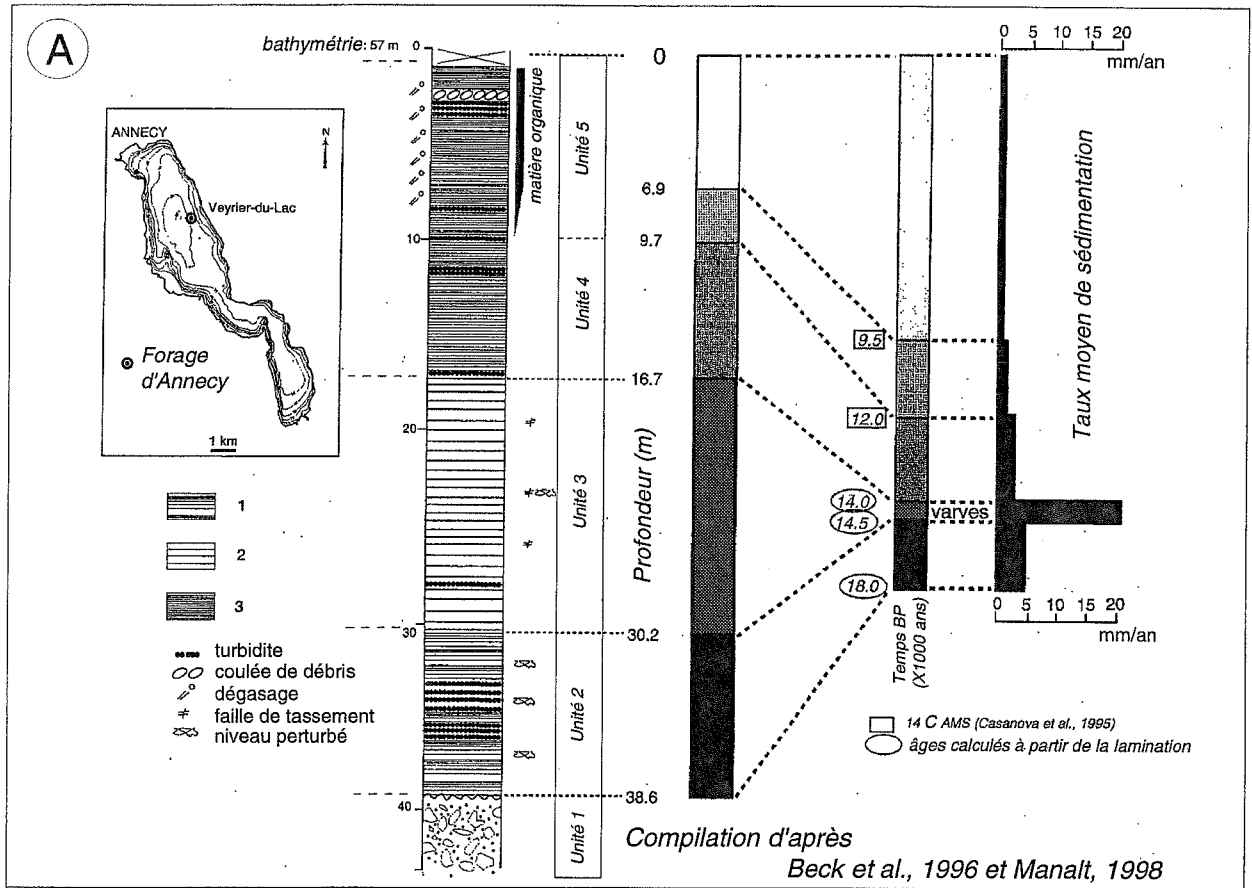 A
bathymétrie: 57 m
0
10
20
30
40
ANNECY
N
Veyrier-du-Lac
Forage
d'Annecy
1 km
1
2
3
turbidite
coulée de débris
dégasage
faille de tassement
niveau perturbé
matière organique
Unité 5
Unité 4
Unité 3
Unité 2
Unité 1
Profondeur (m)
0
6.9
9.7
16.7
30.2
38.6
9.5
12.0
14.0
14.5
18.0
varves
Temps BP
(X1000 ans)
0 5 10 15 20
mm/an
Taux moyen de sédimentation
0 5 10 15 20
mm/an
14 C AMS (Casanova et al., 1995)
âges calculés à partir de la lamination
Compilation d'après
Beck et al., 1996 et Manalt, 1998